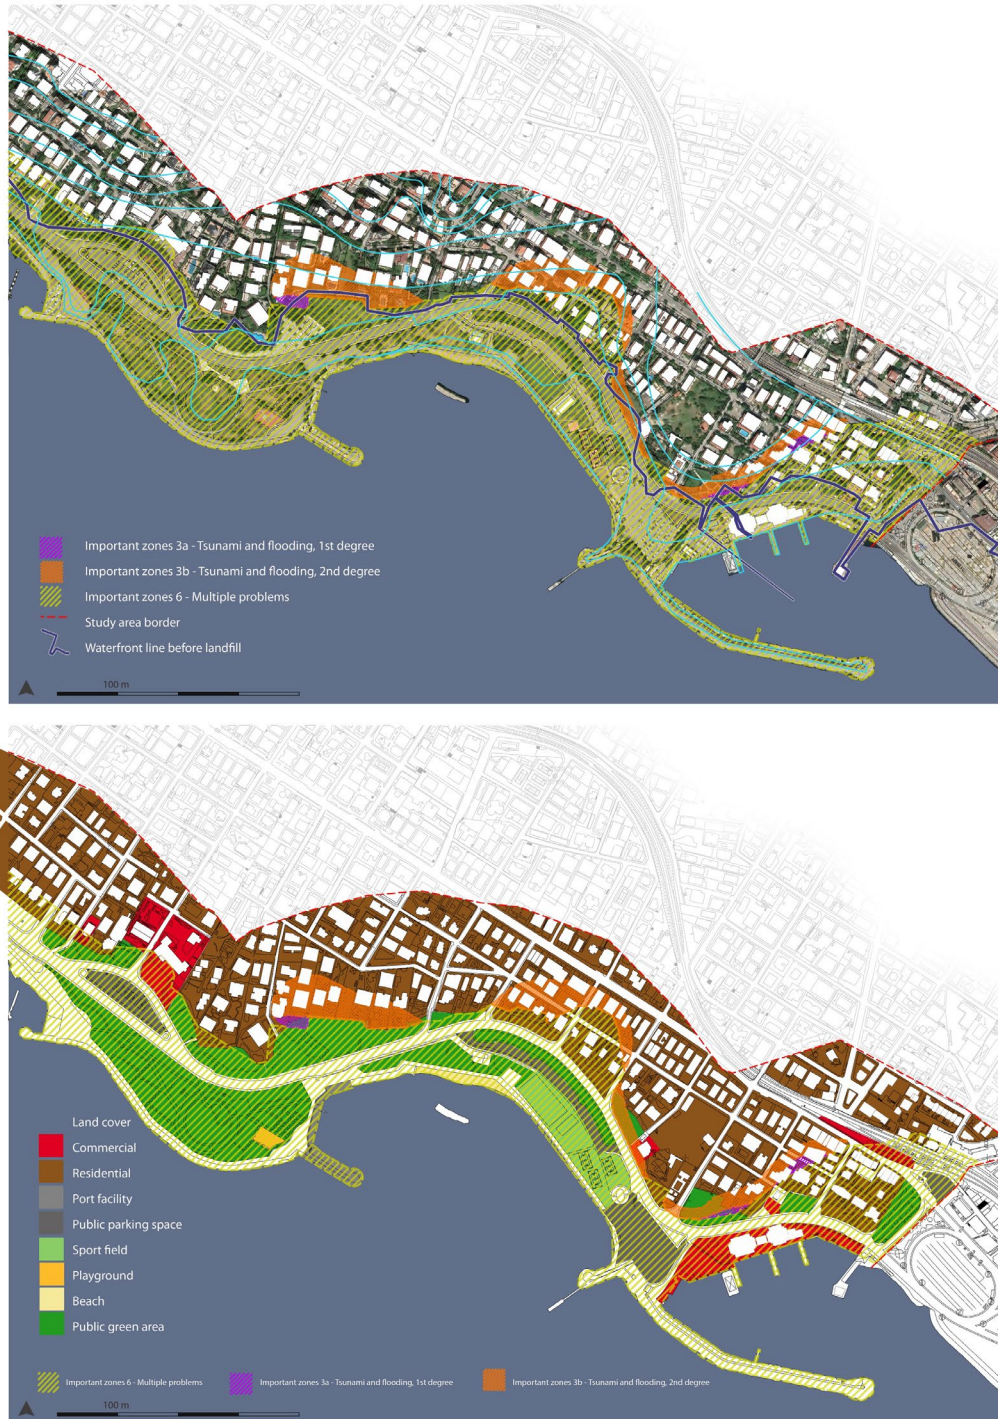 Important zones 3a - Tsunami and flooding, 1st degree
Important zones 3b - Tsunami and flooding, 2nd degree
Important zones 6 - Multiple problems
Study area border
Waterfront line before landfill
100 m
Land cover
Commercial
Residential
Port facility
Public parking space
Sport field
Playground
Beach
Public green area
Important zones 6 - Multiple problems
Important zones 3a - Tsunami and flooding, 1st degree
Important zones 3b - Tsunami and flooding, 2nd degree
100 m